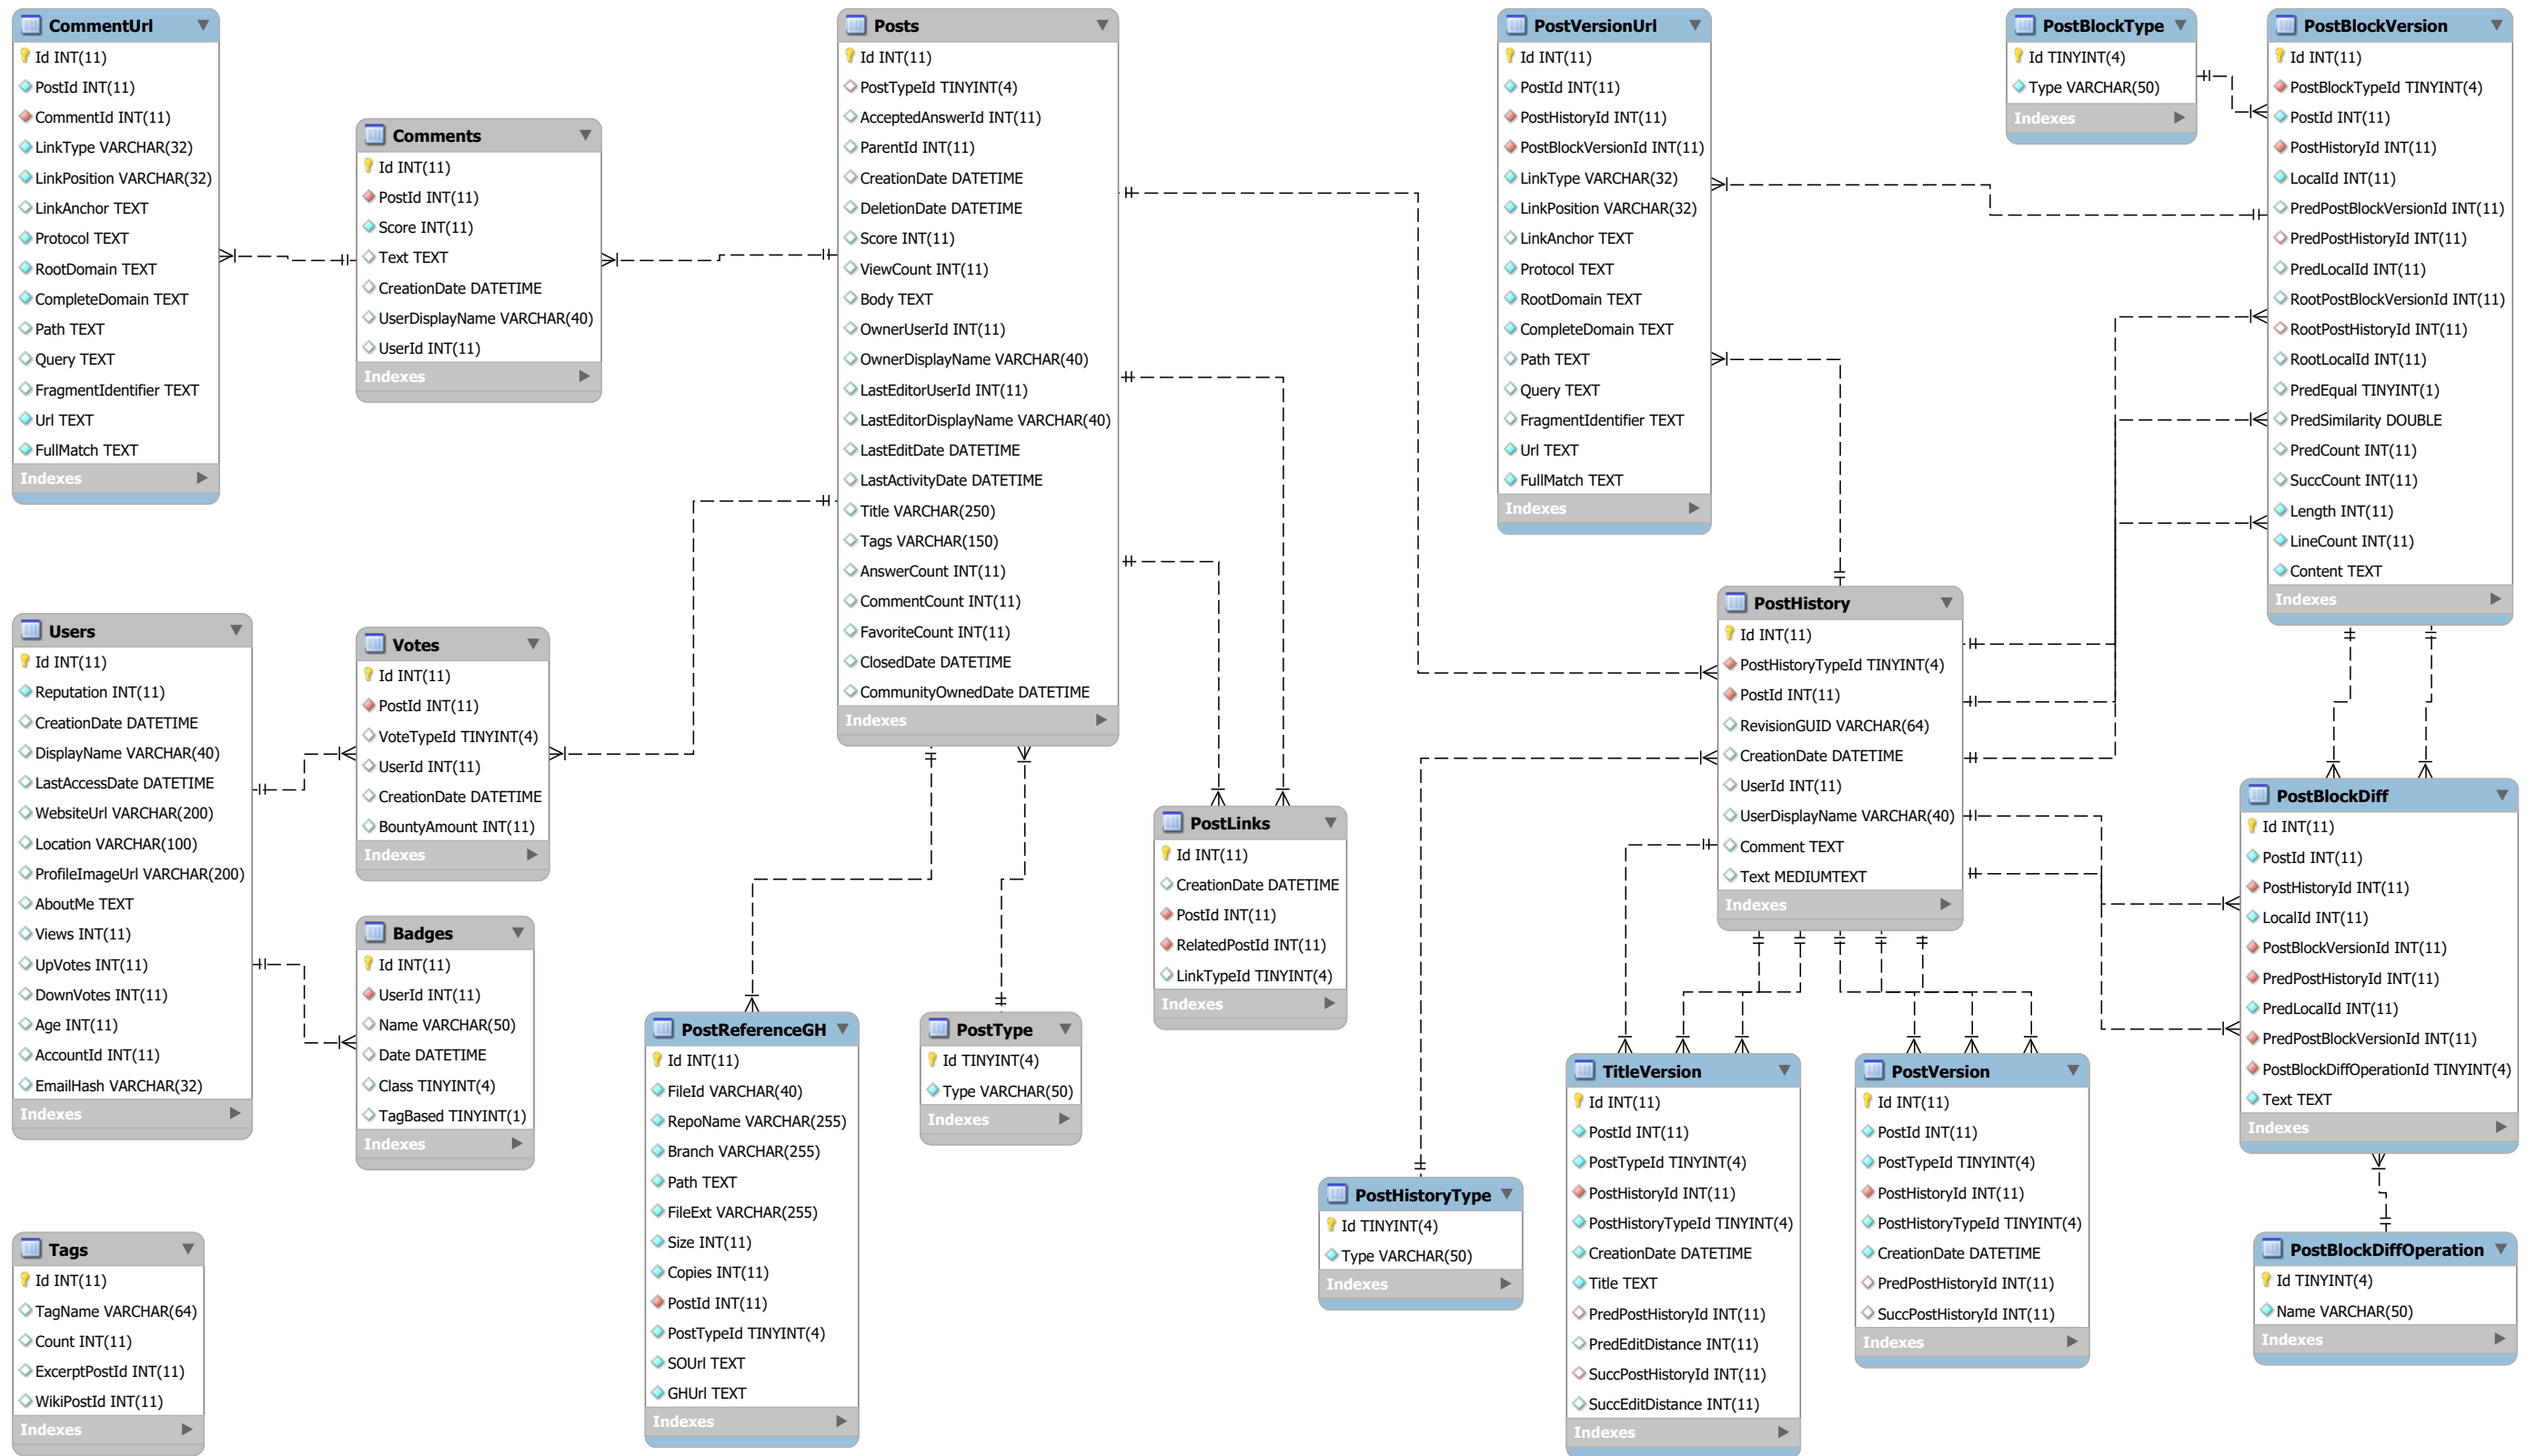 CommentUrl
Id INT(11)
PostId INT(11)
CommentId INT(11)
LinkType VARCHAR(32)
LinkPosition VARCHAR(32)
LinkAnchor TEXT
Protocol TEXT
RootDomain TEXT
CompleteDomain TEXT
Path TEXT
Query TEXT
FragmentIdentifier TEXT
Url TEXT
FullMatch TEXT
Indexes
Comments
Id INT(11)
PostId INT(11)
Score INT(11)
Text TEXT
CreationDate DATETIME
UserDisplayName VARCHAR(40)
UserId INT(11)
Indexes
Posts
Id INT(11)
PostTypeId TINYINT(4)
AcceptedAnswerId INT(11)
ParentId INT(11)
CreationDate DATETIME
DeletionDate DATETIME
Score INT(11)
ViewCount INT(11)
Body TEXT
OwnerUserId INT(11)
OwnerDisplayName VARCHAR(40)
LastEditorUserId INT(11)
LastEditorDisplayName VARCHAR(40)
LastEditDate DATETIME
LastActivityDate DATETIME
Title VARCHAR(250)
Tags VARCHAR(150)
AnswerCount INT(11)
CommentCount INT(11)
FavoriteCount INT(11)
ClosedDate DATETIME
CommunityOwnedDate DATETIME
Indexes
PostVersionUrl
Id INT(11)
PostId INT(11)
PostHistoryId INT(11)
PostBlockVersionId INT(11)
LinkType VARCHAR(32)
LinkPosition VARCHAR(32)
LinkAnchor TEXT
Protocol TEXT
RootDomain TEXT
CompleteDomain TEXT
Path TEXT
Query TEXT
FragmentIdentifier TEXT
Url TEXT
FullMatch TEXT
Indexes
PostBlockType
Id TINYINT(4)
Type VARCHAR(50)
Indexes
PostBlockVersion
Id INT(11)
PostBlockTypeId TINYINT(4)
PostId INT(11)
PostHistoryId INT(11)
LocalId INT(11)
PredPostBlockVersionId INT(11)
PredPostHistoryId INT(11)
PredLocalId INT(11)
RootPostBlockVersionId INT(11)
RootPostHistoryId INT(11)
RootLocalId INT(11)
PredEqual TINYINT(1)
PredSimilarity DOUBLE
PredCount INT(11)
SuccCount INT(11)
Length INT(11)
LineCount INT(11)
Content TEXT
Indexes
Users
Id INT(11)
Reputation INT(11)
CreationDate DATETIME
DisplayName VARCHAR(40)
LastAccessDate DATETIME
WebsiteUrl VARCHAR(200)
Location VARCHAR(100)
ProfileImageUrl VARCHAR(200)
AboutMe TEXT
Views INT(11)
UpVotes INT(11)
DownVotes INT(11)
Age INT(11)
AccountId INT(11)
EmailHash VARCHAR(32)
Indexes
Votes
Id INT(11)
PostId INT(11)
VoteTypeId TINYINT(4)
UserId INT(11)
CreationDate DATETIME
BountyAmount INT(11)
Indexes
Badges
Id INT(11)
UserId INT(11)
Name VARCHAR(50)
Date DATETIME
Class TINYINT(4)
TagBased TINYINT(1)
Indexes
PostHistory
Id INT(11)
PostHistoryTypeId TINYINT(4)
PostId INT(11)
RevisionGUID VARCHAR(64)
CreationDate DATETIME
UserId INT(11)
UserDisplayName VARCHAR(40)
Comment TEXT
Text MEDIUMTEXT
Indexes
PostLinks
Id INT(11)
CreationDate DATETIME
PostId INT(11)
RelatedPostId INT(11)
LinkTypeId TINYINT(4)
Indexes
PostBlockDiff
Id INT(11)
PostId INT(11)
PostHistoryId INT(11)
LocalId INT(11)
PostBlockVersionId INT(11)
PredPostHistoryId INT(11)
PredLocalId INT(11)
PredPostBlockVersionId INT(11)
PostBlockDiffOperationId TINYINT(4)
Text TEXT
Indexes
PostReferenceGH
Id INT(11)
FileId VARCHAR(40)
RepoName VARCHAR(255)
Branch VARCHAR(255)
Path TEXT
FileExt VARCHAR(255)
Size INT(11)
Copies INT(11)
PostId INT(11)
PostTypeId TINYINT(4)
SOUrl TEXT
GHUrl TEXT
Indexes
PostType
Id TINYINT(4)
Type VARCHAR(50)
Indexes
TitleVersion
Id INT(11)
PostId INT(11)
PostTypeId TINYINT(4)
PostHistoryId INT(11)
PostHistoryTypeId TINYINT(4)
CreationDate DATETIME
Title TEXT
PredPostHistoryId INT(11)
PredEditDistance INT(11)
SuccPostHistoryId INT(11)
SuccEditDistance INT(11)
Indexes
PostVersion
Id INT(11)
PostId INT(11)
PostTypeId TINYINT(4)
PostHistoryId INT(11)
PostHistoryTypeId TINYINT(4)
CreationDate DATETIME
PredPostHistoryId INT(11)
SuccPostHistoryId INT(11)
Indexes
PostHistoryType
Id TINYINT(4)
Type VARCHAR(50)
Indexes
Tags
Id INT(11)
TagName VARCHAR(64)
Count INT(11)
ExcerptPostId INT(11)
WikiPostId INT(11)
Indexes
PostBlockDiffOperation
Id TINYINT(4)
Name VARCHAR(50)
Indexes